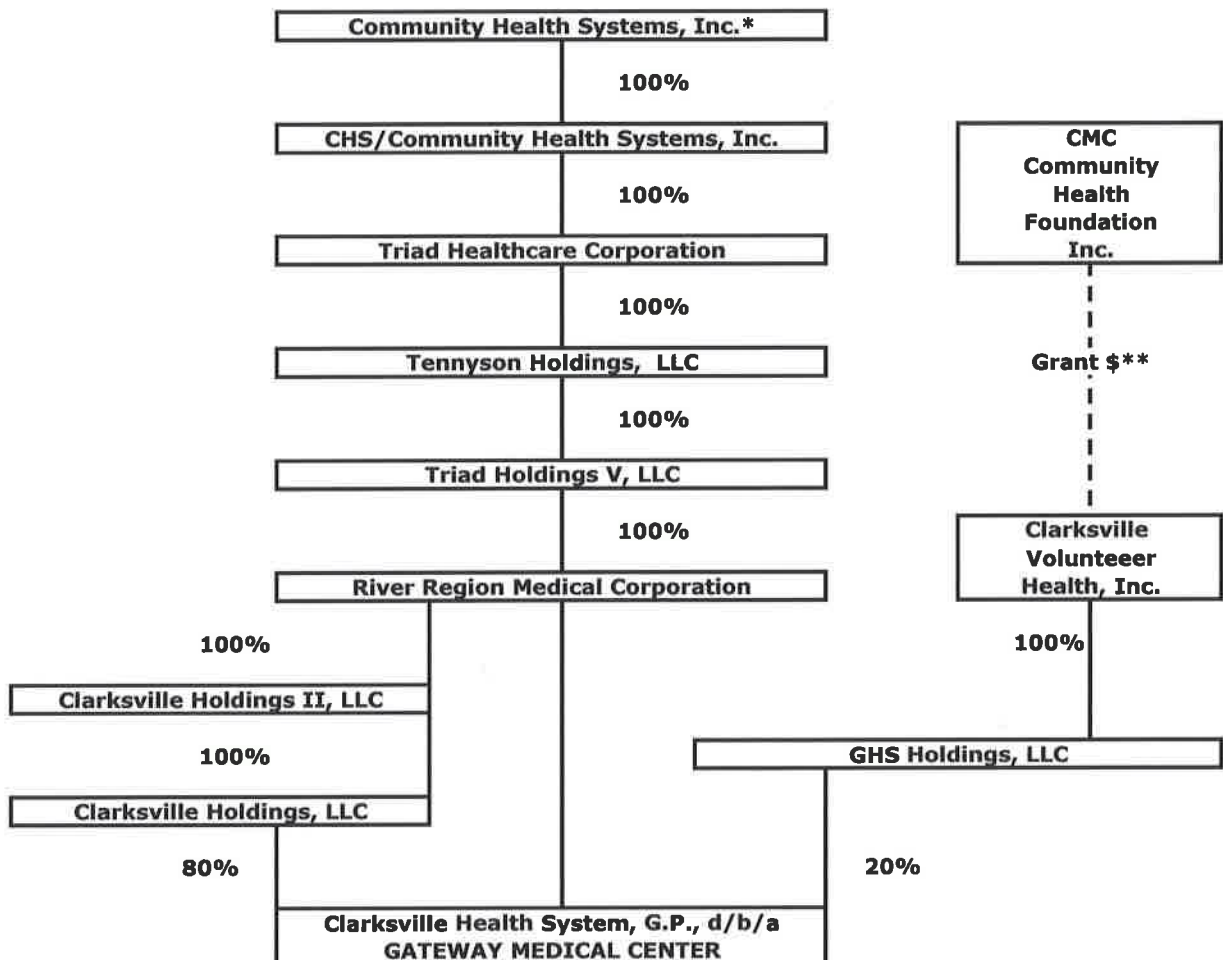 Community Health Systems, Inc.*
100%
CHS/Community Health Systems, Inc.
100%
Triad Healthcare Corporation
100%
Tennyson Holdings, LLC
100%
Triad Holdings V, LLC
100%
River Region Medical Corporation
100%
Clarksville Holdings II, LLC
100%
Clarksville Holdings, LLC
80%
CMC
Community
Health
Foundation
Inc.
Grant $**
Clarksville
Volunteeer
Health, Inc.
100%
GHS Holdings, LLC
20%
Clarksville Health System, G.P., d/b/a
GATEWAY MEDICAL CENTER